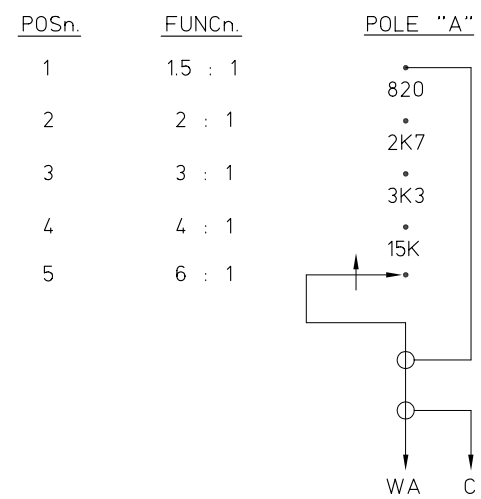 POSn. FUNCn. POLE "A"
1 1.5 : 1
820
2 2 : 1
2K7
3 3 : 1
3K3
4 4 : 1
15K
5 6 : 1
WA C